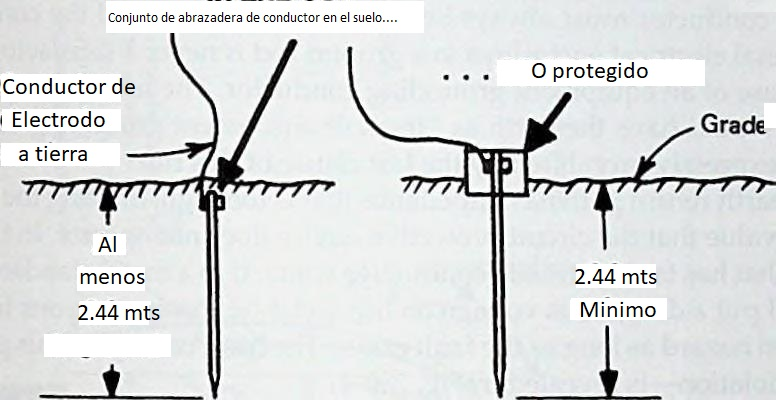 Conjunto de abrazadera de conductor en el suelo....
. . . . O protegido
Conductor de
Electrodo
a tierra
Grade
Al
menos
2.44 mts
2.44 mts
Minimo